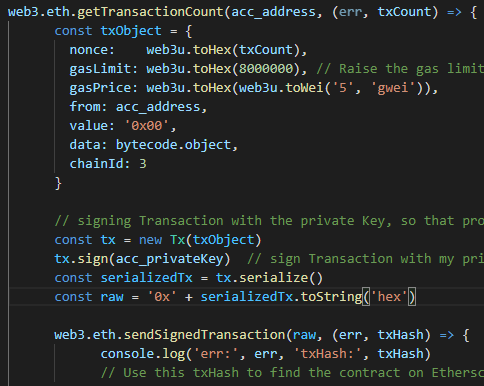 web3.eth.getTransactionCount(acc_address, (err, txCount) => {
const txObject = {
nonce:    web3u.toHex(txCount),
gasLimit: web3u.toHex(8000000), // Raise the gas limit
gasPrice: web3u.toHex(web3u.toWei('5', 'gwei')),
from: acc_address,
value: '0x00',
data: bytecode.object,
chainId: 3
}
// signing Transaction with the private Key, so that pro
const tx = new Tx(txObject)
tx.sign(acc_privateKey)  // sign Transaction with my pri
const serializedTx = tx.serialize()
const raw = '0x' + serializedTx.toString('hex')
web3.eth.sendSignedTransaction(raw, (err, txHash) => {
console.log('err:', err, 'txHash:', txHash)
// Use this txHash to find the contract on Ethersc